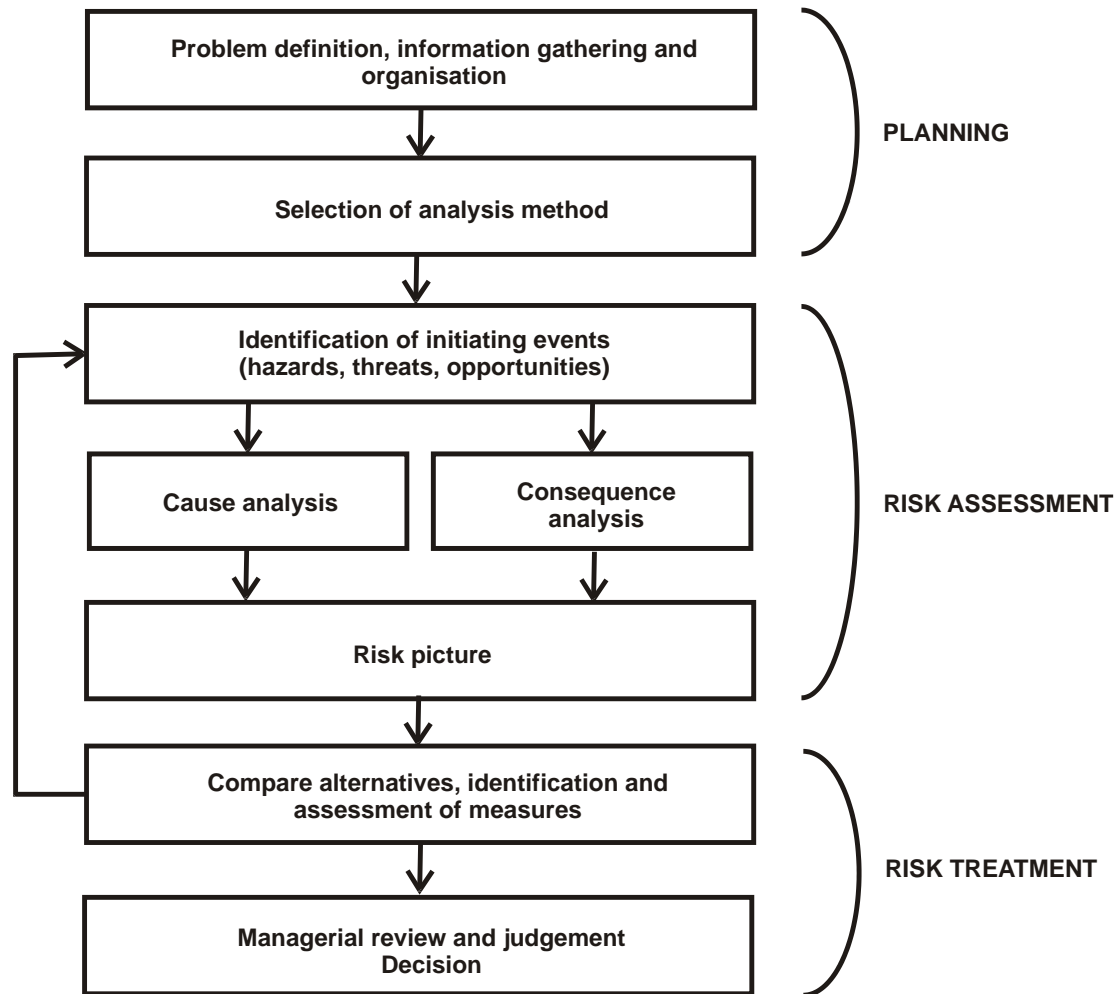 Problem definition, information gathering and
organisation
PLANNING
Selection of analysis method
Identification of initiating events
(hazards, threats, opportunities)
Cause analysis
Consequence
analysis
RISK ASSESSMENT
Risk picture
Compare alternatives, identification and
assessment of measures
RISK TREATMENT
Managerial review and judgement
Decision